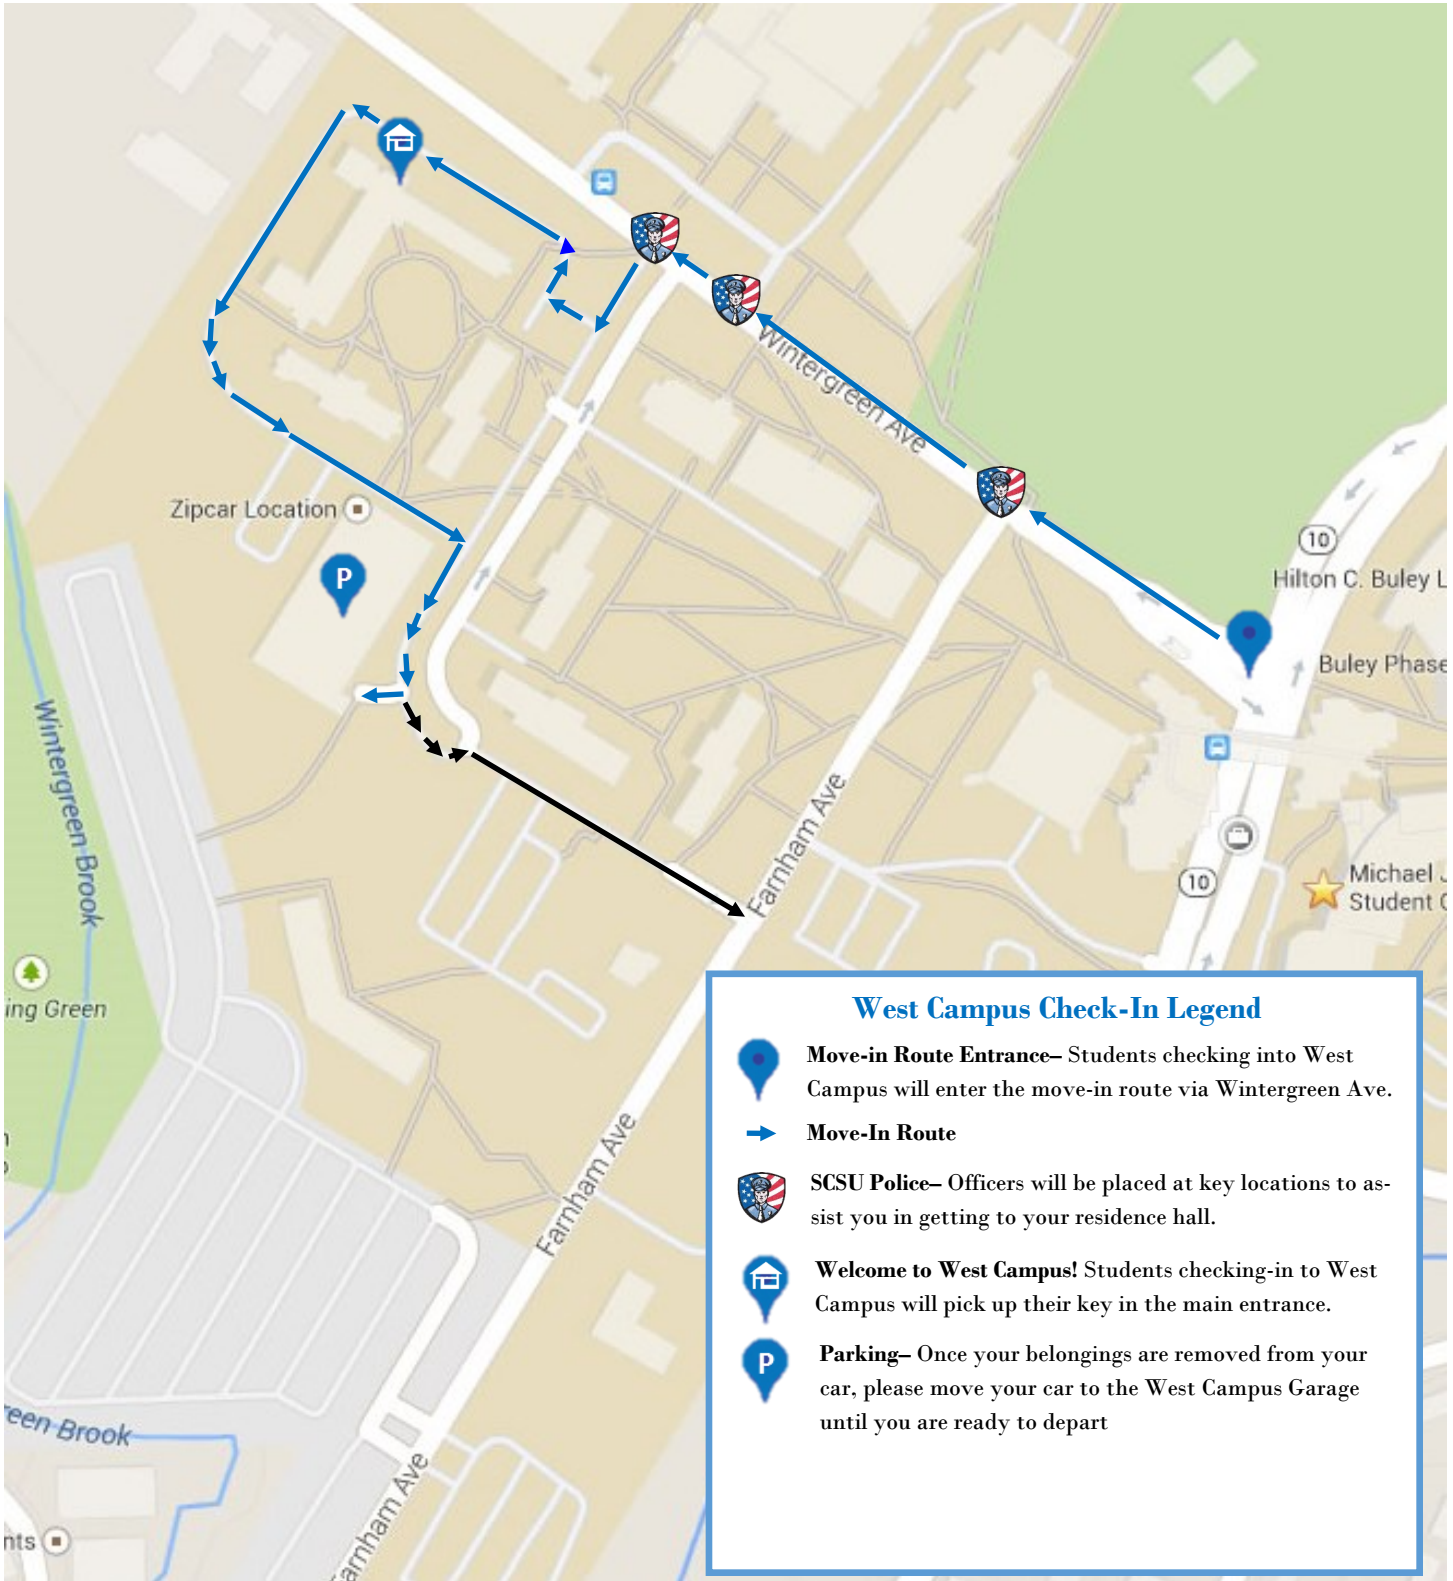 Zipcar Location
P
Wintergreen Ave
10
Hilton C. Buley L
Buley Phase
Wintergreen Brook
Farnham Ave
10
Michael J
Student C
ing Green
Farnham Ave
reen Brook
Farnham Ave
nts
West Campus Check-In Legend
Move-in Route Entrance– Students checking into West
Campus will enter the move-in route via Wintergreen Ave.
Move-In Route
SCSU Police– Officers will be placed at key locations to as-
sist you in getting to your residence hall.
Welcome to West Campus! Students checking-in to West
Campus will pick up their key in the main entrance.
P
Parking– Once your belongings are removed from your
car, please move your car to the West Campus Garage
until you are ready to depart